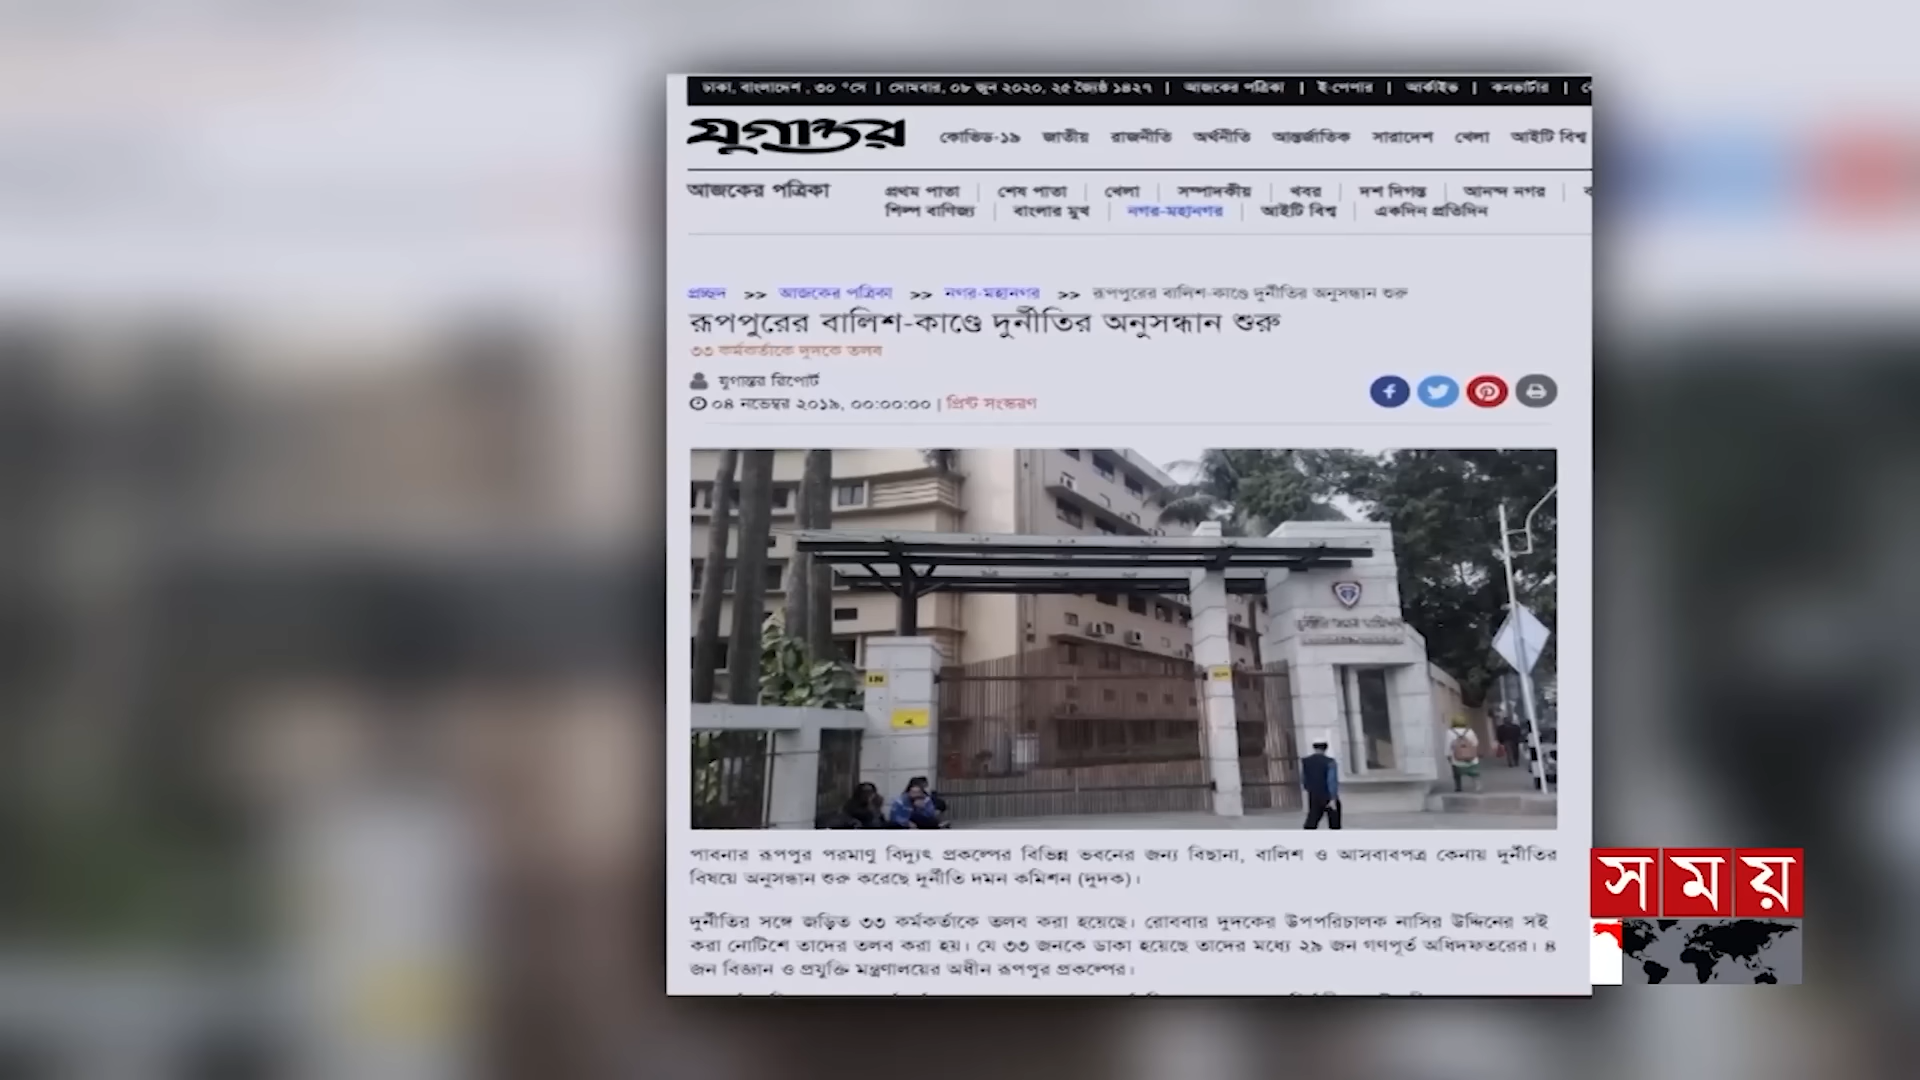 ঢাকা, বাংলাদেশ , ৩০ °সে | সোমবার, ০৮ জুন ২০২০, ২৫ জ্যৈষ্ঠ ১৪২৭ | আজকের পত্রিকা | ই-পেপার | আর্কাইভ | কনভার্টার |
যুগান্তর
কোভিড-১৯ জাতীয় রাজনীতি অর্থনীতি আন্তর্জাতিক সারাদেশ খেলা আইটি বিশ্ব
আজকের পত্রিকা
প্রথম পাতা | শেষ পাতা | খেলা | সম্পাদকীয় | খবর | দশ দিগন্ত | আনন্দ নগর |
শিল্প বাণিজ্য | বাংলার মুখ | নগর-মহানগর | আইটি বিশ্ব | একদিন প্রতিদিন
প্রচ্ছদ >> আজকের পত্রিকা >> নগর-মহানগর >> রূপপুরের বালিশ-কাণ্ডে দুর্নীতির অনুসন্ধান শুরু
রূপপুরের বালিশ-কাণ্ডে দুর্নীতির অনুসন্ধান শুরু
৩৩ কর্মকর্তাকে দুদকে তলব
যুগান্তর রিপোর্ট
০৪ নভেম্বর ২০১৯, ০০:০০:০০ | প্রিন্ট সংস্করণ
IN
পাবনার রূপপুর পরমাণু বিদ্যুৎ প্রকল্পের বিভিন্ন ভবনের জন্য বিছানা, বালিশ ও আসবাবপত্র কেনায় দুর্নীতির
বিষয়ে অনুসন্ধান শুরু করেছে দুর্নীতি দমন কমিশন (দুদক)।
দুর্নীতির সঙ্গে জড়িত ৩৩ কর্মকর্তাকে তলব করা হয়েছে। রোববার দুদকের উপপরিচালক নাসির উদ্দিনের সই
করা নোটিশে তাদের তলব করা হয়। যে ৩৩ জনকে ডাকা হয়েছে তাদের মধ্যে ২৯ জন গণপূর্ত অধিদফতরের। ৪
জন বিজ্ঞান ও প্রযুক্তি মন্ত্রণালয়ের অধীন রূপপুর প্রকল্পের।
সময়